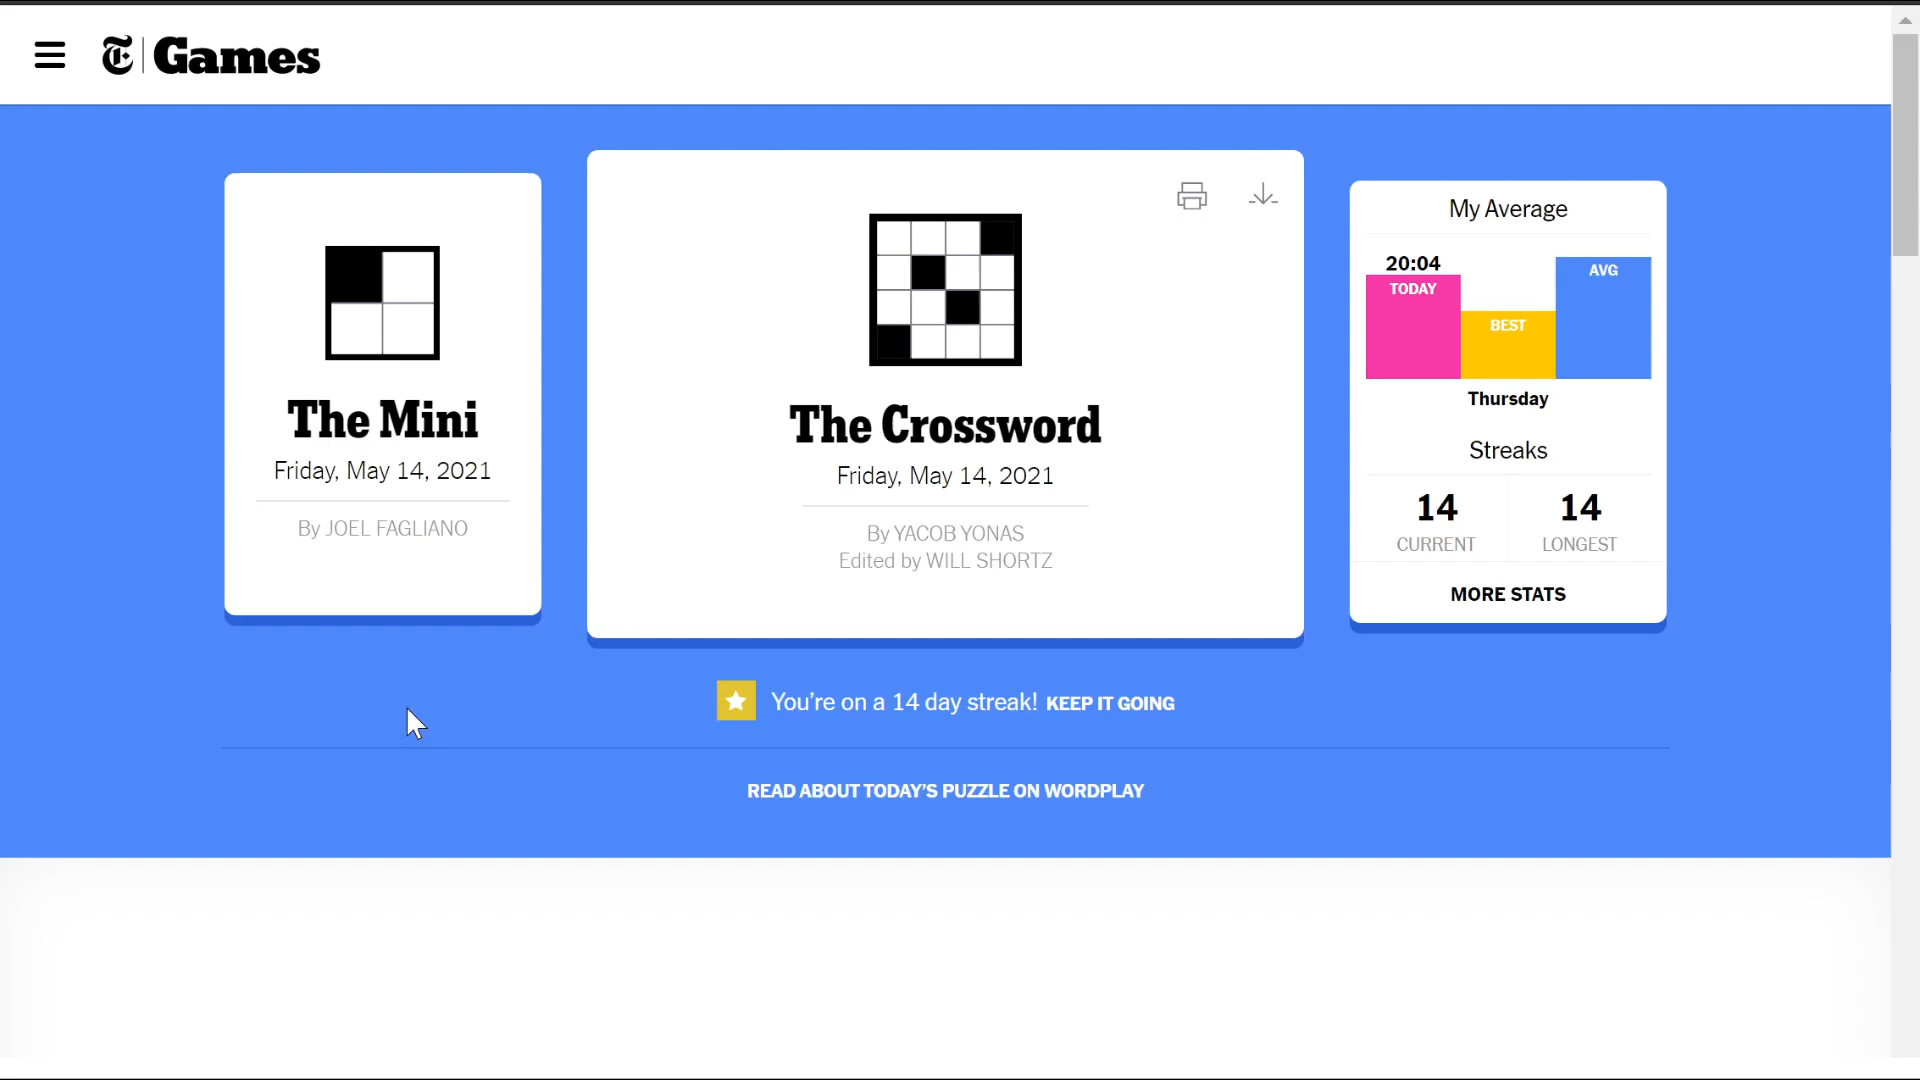 T Games
The Mini
Friday, May 14, 2021
By JOEL FAGLIANO
The Crossword
Friday, May 14, 2021
By YACOB YONAS
Edited by WILL SHORTZ
My Average
20:04
TODAY
BEST
AVG
Thursday
Streaks
14
CURRENT
14
LONGEST
MORE STATS
You're on a 14 day streak! KEEP IT GOING
READ ABOUT TODAY'S PUZZLE ON WORDPLAY